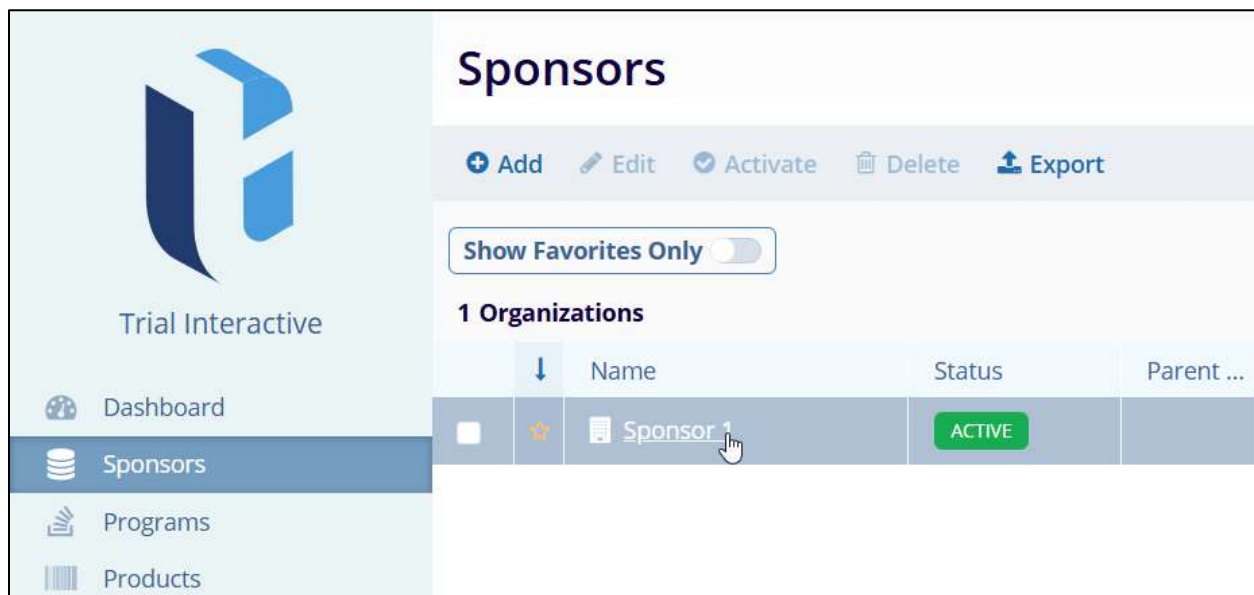 Trial Interactive
Dashboard
Sponsors
Programs
Products
Sponsors
Add Edit Activate Delete Export
Show Favorites Only
1 Organizations
Name Status Parent ...
Sponsor 1 ACTIVE